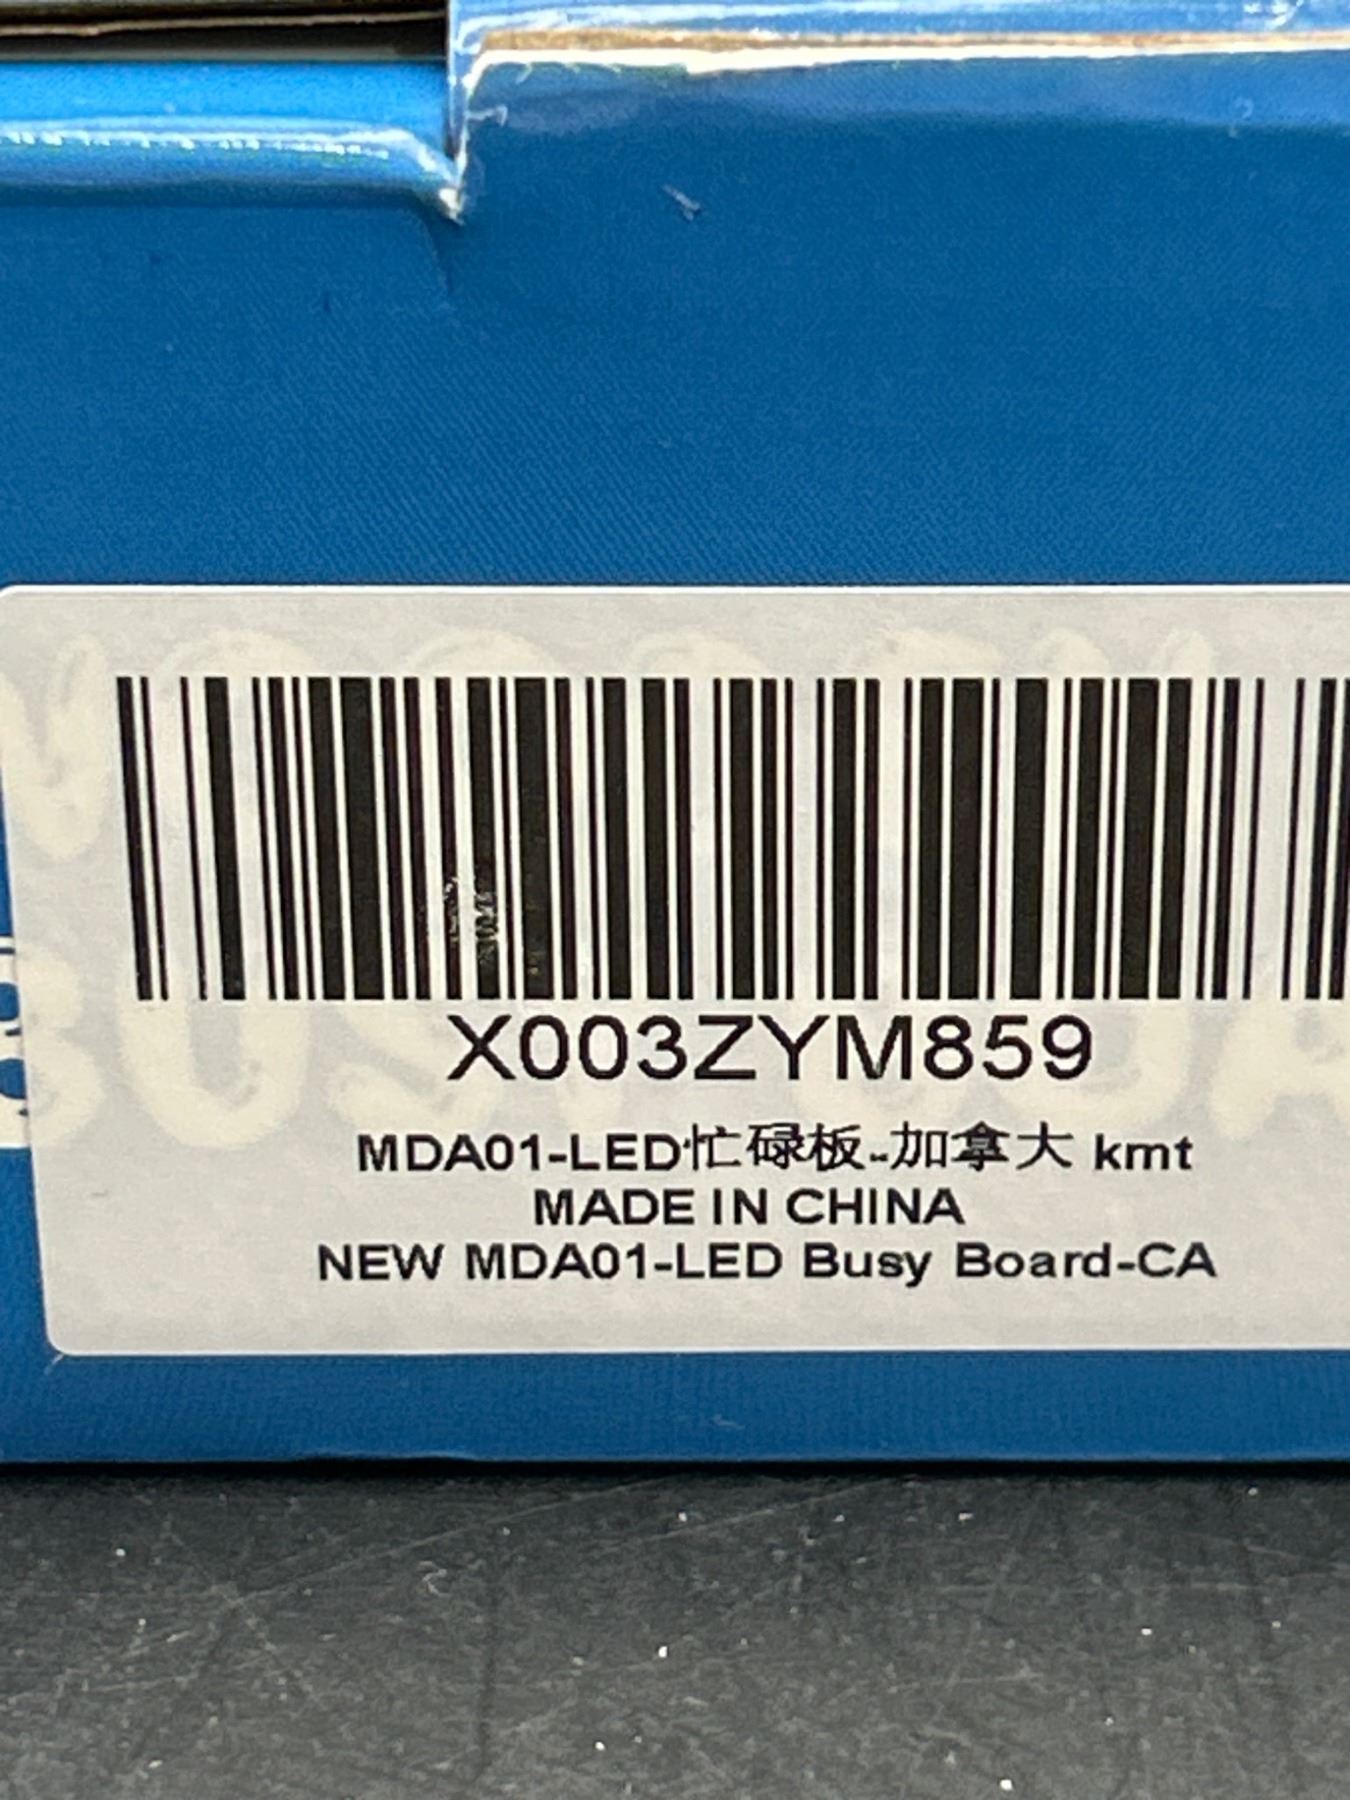 X003ZYM859
MDA01-LED忙碌板-加拿大 kmt
MADE IN CHINA
NEW MDA01-LED Busy Board-CA